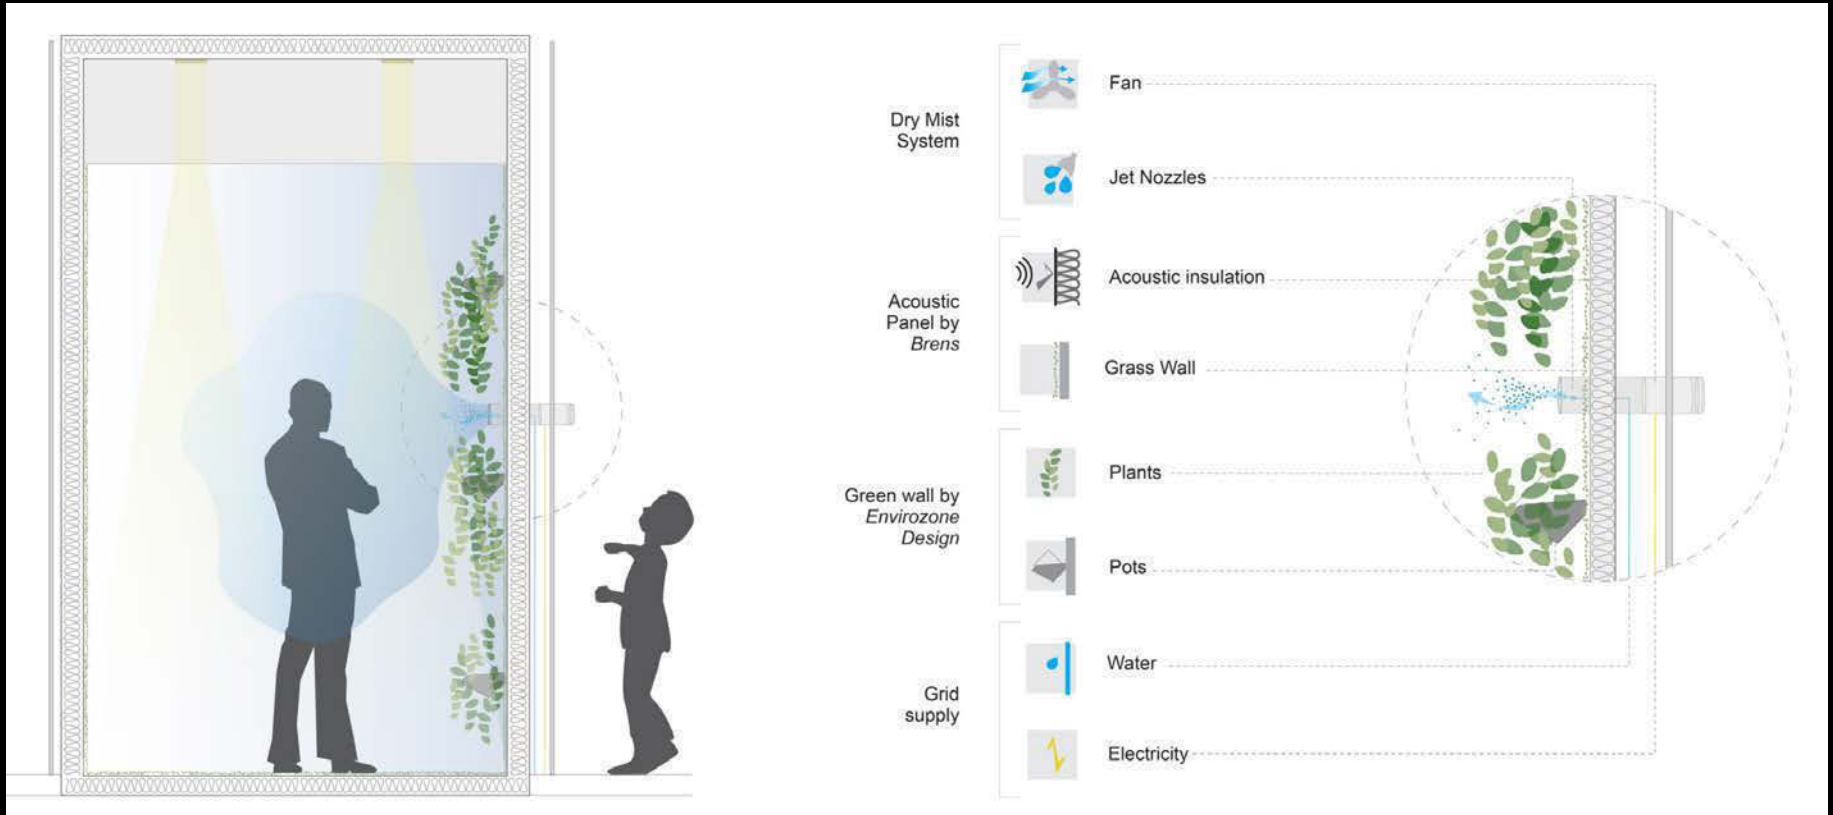 Dry Mist
System
Fan
Jet Nozzles
Acoustic
Panel by
Brens
Acoustic insulation
Grass Wall
Green wall by
Envirozone
Design
Plants
Pots
Grid
supply
Water
Electricity